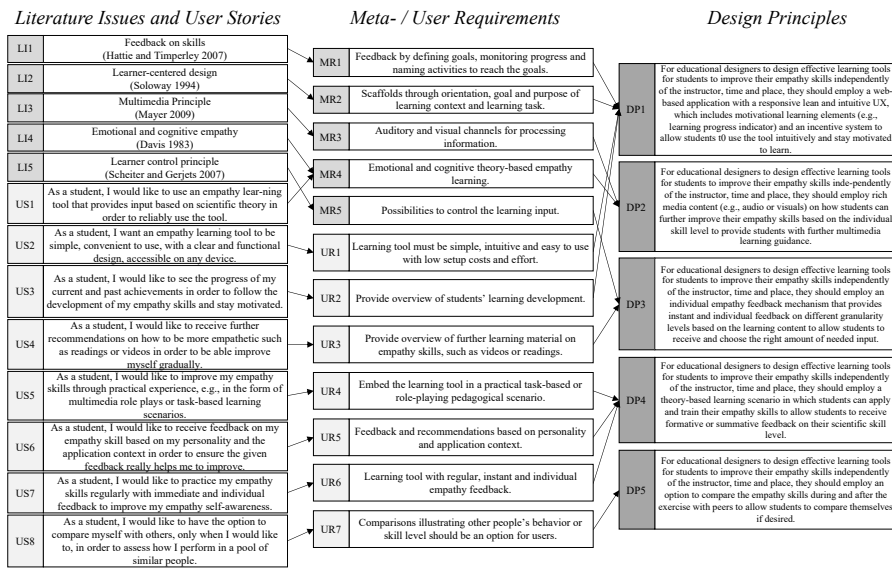 Literature Issues and User Stories
Meta- / User Requirements
Design Principles
LI1
Feedback on skills
(Hattie and Timperley 2007)
LI2
Learner-centered design
(Soloway 1994)
LI3
Multimedia Principle
(Mayer 2009)
LI4
Emotional and cognitive empathy
(Davis 1983)
LI5
Learner control principle
(Scheiter and Gerjets 2007)
US1
As a student, I would like to use an empathy lear-ning
tool that provides input based on scientific theory in
order to reliably use the tool.
US2
As a student, I want an empathy learning tool to be
simple, convenient to use, with a clear and functional
design, accessible on any device.
US3
As a student, I would like to see the progress of my
current and past achievements in order to follow the
development of my empathy skills and stay motivated.
US4
As a student, I would like to receive further
recommendations on how to be more empathetic such
as readings or videos in order to be able improve
myself gradually.
US5
As a student, I would like to improve my empathy
skills through practical experience, e.g., in the form of
multimedia role plays or task-based learning
scenarios.
US6
As a student, I would like to receive feedback on my
empathy skill based on my personality and the
application context in order to ensure the given
feedback really helps me to improve.
US7
As a student, I would like to practice my empathy
skills regularly with immediate and individual
feedback to improve my empathy self-awareness.
US8
As a student, I would like to have the option to
compare myself with others, only when I would like
to, in order to assess how I perform in a pool of
similar people.
MR1
Feedback by defining goals, monitoring progress and
naming activities to reach the goals.
MR2
Scaffolds through orientation, goal and purpose of
learning context and learning task.
MR3
Auditory and visual channels for processing
information.
MR4
Emotional and cognitive theory-based empathy
learning.
MR5
Possibilities to control the learning input.
UR1
Learning tool must be simple, intuitive and easy to use
with low setup costs and effort.
UR2
Provide overview of students' learning development.
UR3
Provide overview of further learning material on
empathy skills, such as videos or readings.
UR4
Embed the learning tool in a practical task-based or
role-playing pedagogical scenario.
UR5
Feedback and recommendations based on personality
and application context.
UR6
Learning tool with regular, instant and individual
empathy feedback.
UR7
Comparisons illustrating other people's behavior or
skill level should be an option for users.
DP1
For educational designers to design effective learning tools
for students to improve their empathy skills independently
of the instructor, time and place, they should employ a web-
based application with a responsive lean and intuitive UX,
which includes motivational learning elements (e.g.,
learning progress indicator) and an incentive system to
allow students t0 use the tool intuitively and stay motivated
to learn.
DP2
For educational designers to design effective learning tools
for students to improve their empathy skills inde-pendently
of the instructor, time and place, they should employ rich
media content (e.g., audio or visuals) on how students can
further improve their empathy skills based on the individual
skill level to provide students with further multimedia
learning guidance.
DP3
For educational designers to design effective learning tools
for students to improve their empathy skills independently
of the instructor, time and place, they should employ an
individual empathy feedback mechanism that provides
instant and individual feedback on different granularity
levels based on the learning content to allow students to
receive and choose the right amount of needed input.
DP4
For educational designers to design effective learning tools
for students to improve their empathy skills independently
of the instructor, time and place, they should employ a
theory-based learning scenario in which students can apply
and train their empathy skills to allow students to receive
formative or summative feedback on their scientific skill
level.
DP5
For educational designers to design effective learning tools
for students to improve their empathy skills independently
of the instructor, time and place, they should employ an
option to compare the empathy skills during and after the
exercise with peers to allow students to compare themselves
if desired.